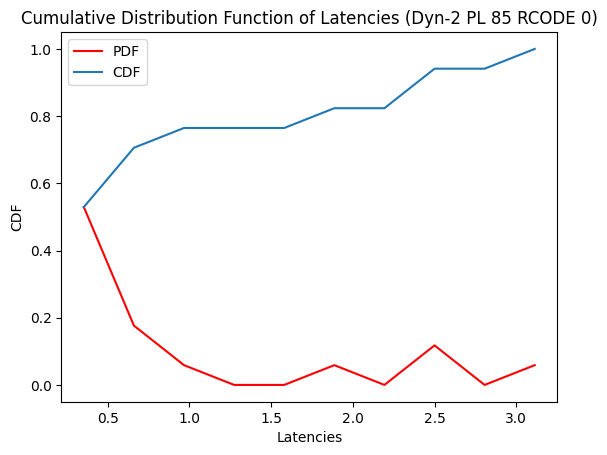 Cumulative Distribution Function of Latencies (Dyn-2 PL 85 RCODE 0)
PDF
CDF
1.0
0.8
0.6
0.4
0.2
0.0
CDF
0.5
1.0
1.5
2.0
2.5
3.0
Latencies